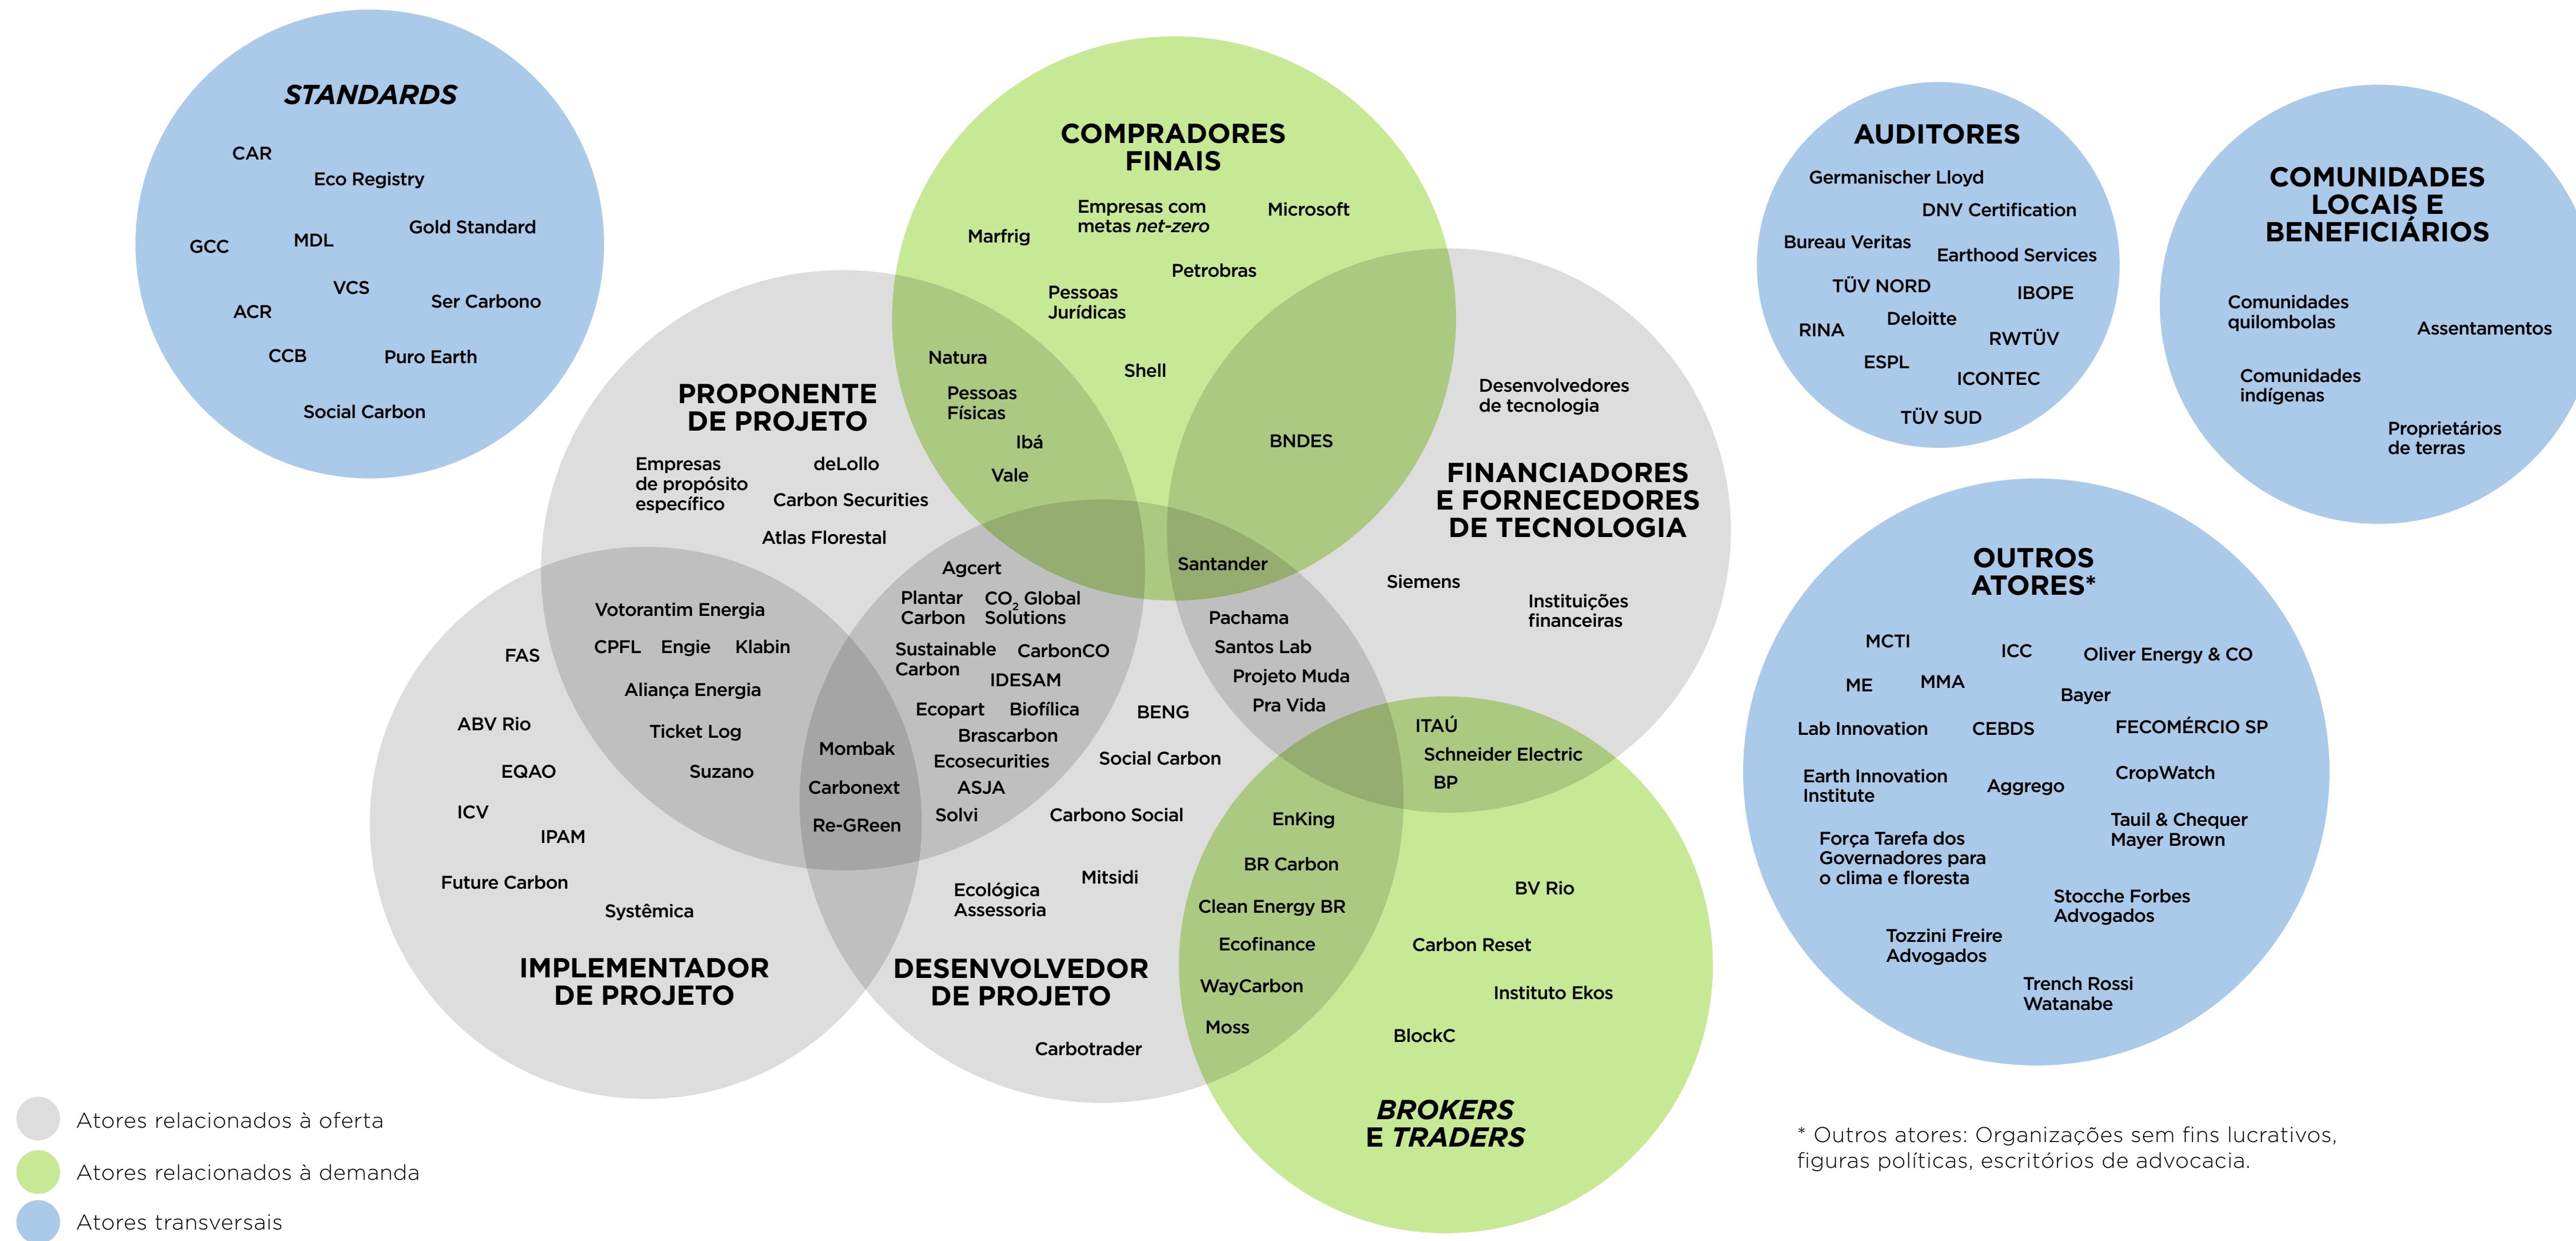 STANDARDS
CAR
Eco Registry
Gold Standard
GCC
MDL
VCS
Ser Carbono
ACR
CCB
Puro Earth
Social Carbon
COMPRADORES
FINAIS
Empresas com
metas net-zero
Microsoft
Marfrig
Petrobras
Pessoas
Jurídicas
Shell
Natura
Pessoas
Físicas
Ibá
Vale
BNDES
Santander
PROPONENTE
DE PROJETO
Empresas
de propósito
específico
deLollo
Carbon Securities
Atlas Florestal
FINANCIADORES
E FORNECEDORES
DE TECNOLOGIA
Desenvolvedores
de tecnologia
Siemens
Instituições
financeiras
Votorantim Energia
CPFL Engie Klabin
Aliança Energia
Ticket Log
Suzano
Mombak
Carbonext
Re-GReen
Agcert
Plantar
Carbon
CO2 Global
Solutions
Sustainable
Carbon
CarbonCO
IDESAM
Ecopart Biofílica
Brascarbon
Ecosecurities
ASJA
Solvi
Pachama
Santos Lab
Projeto Muda
Pra Vida
ITAÚ
Schneider Electric
BP
FAS
ABV Rio
EQAO
ICV
IPAM
Future Carbon
Systêmica
IMPLEMENTADOR
DE PROJETO
BENG
Social Carbon
Carbono Social
Mitsidi
Ecológica
Assessoria
DESENVOLVEDOR
DE PROJETO
Carbotrader
EnKing
BR Carbon
Clean Energy BR
Ecofinance
WayCarbon
Moss
BV Rio
Carbon Reset
Instituto Ekos
BlockC
BROKERS
E TRADERS
AUDITORES
Germanischer Lloyd
DNV Certification
Bureau Veritas
Earthood Services
TÜV NORD
IBOPE
RINA
Deloitte
RWTÜV
ESPL
ICONTEC
TÜV SUD
COMUNIDADES
LOCAIS E
BENEFICIÁRIOS
Comunidades
quilombolas
Assentamentos
Comunidades
indígenas
Proprietários
de terras
OUTROS
ATORES*
MCTI
ICC
Oliver Energy & CO
ME
MMA
Bayer
Lab Innovation
CEBDS
FECOMÉRCIO SP
Earth Innovation
Institute
Aggrego
CropWatch
Tauil & Chequer
Mayer Brown
Força Tarefa dos
Governadores para
o clima e floresta
Stocche Forbes
Advogados
Tozzini Freire
Advogados
Trench Rossi
Watanabe
Atores relacionados à oferta
Atores relacionados à demanda
Atores transversais
* Outros atores: Organizações sem fins lucrativos,
figuras políticas, escritórios de advocacia.